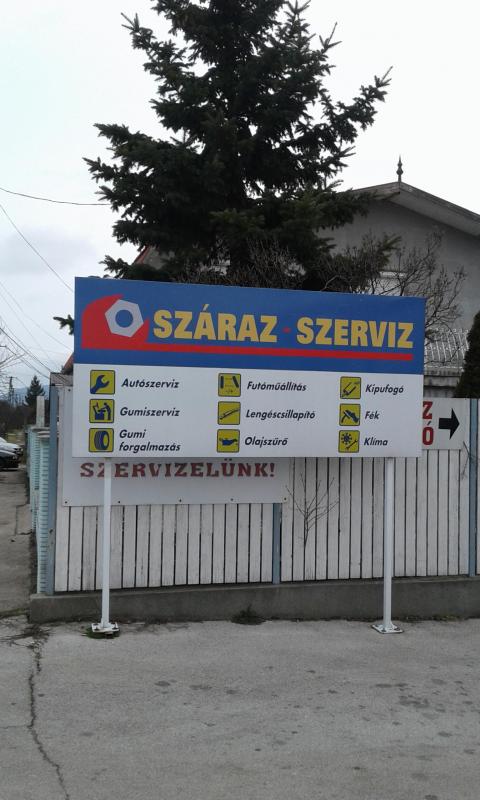 SZÁRAZ - SZERVIZ
Autószerviz
Gumiszerviz
Gumi
forgalmazás
Futóműállítás
Lengéscsillapító
Olajszűrő
Kipufogó
Fék
Klíma
SZERVIZELÜNK!